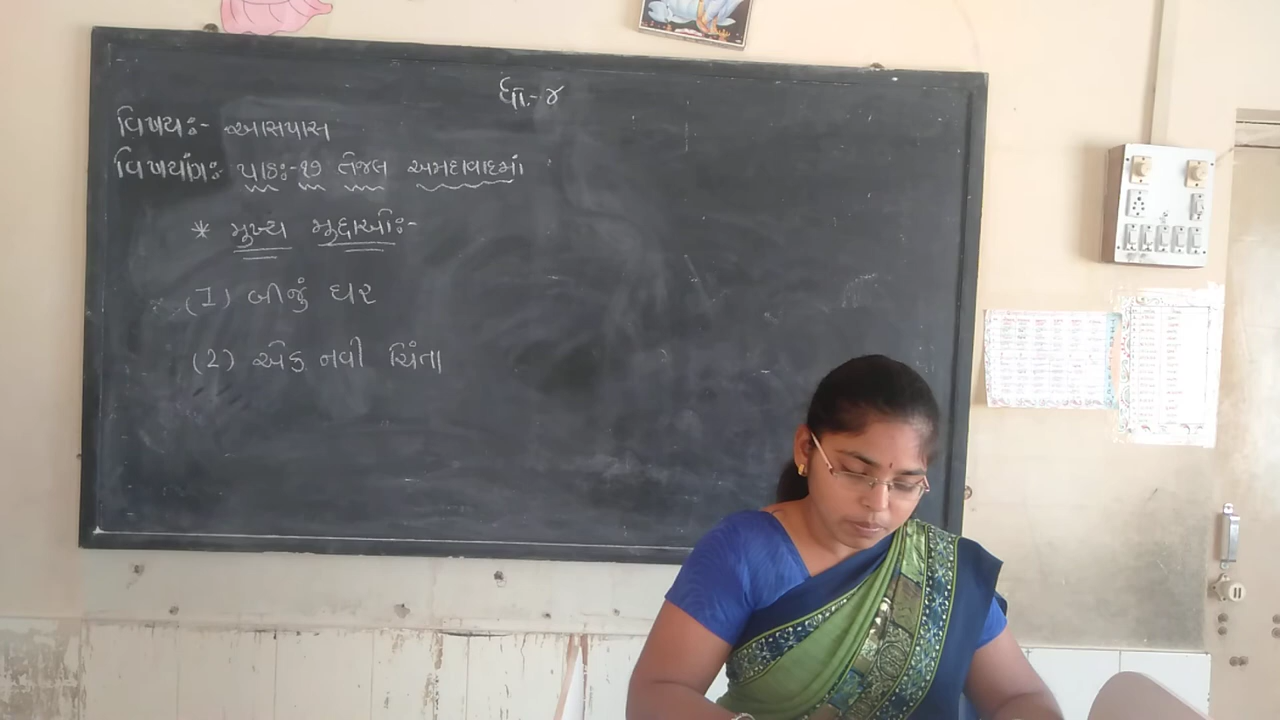 ધો.-૪
વિષયઃ- આસપાસ
વિષયાંગઃ પાઠઃ-૧૭ તેજલ અમદાવાદમાં
* મુખ્ય મુદ્દાઓઃ-
(1) બીજું ઘર
(2) એક નવી ચિંતા